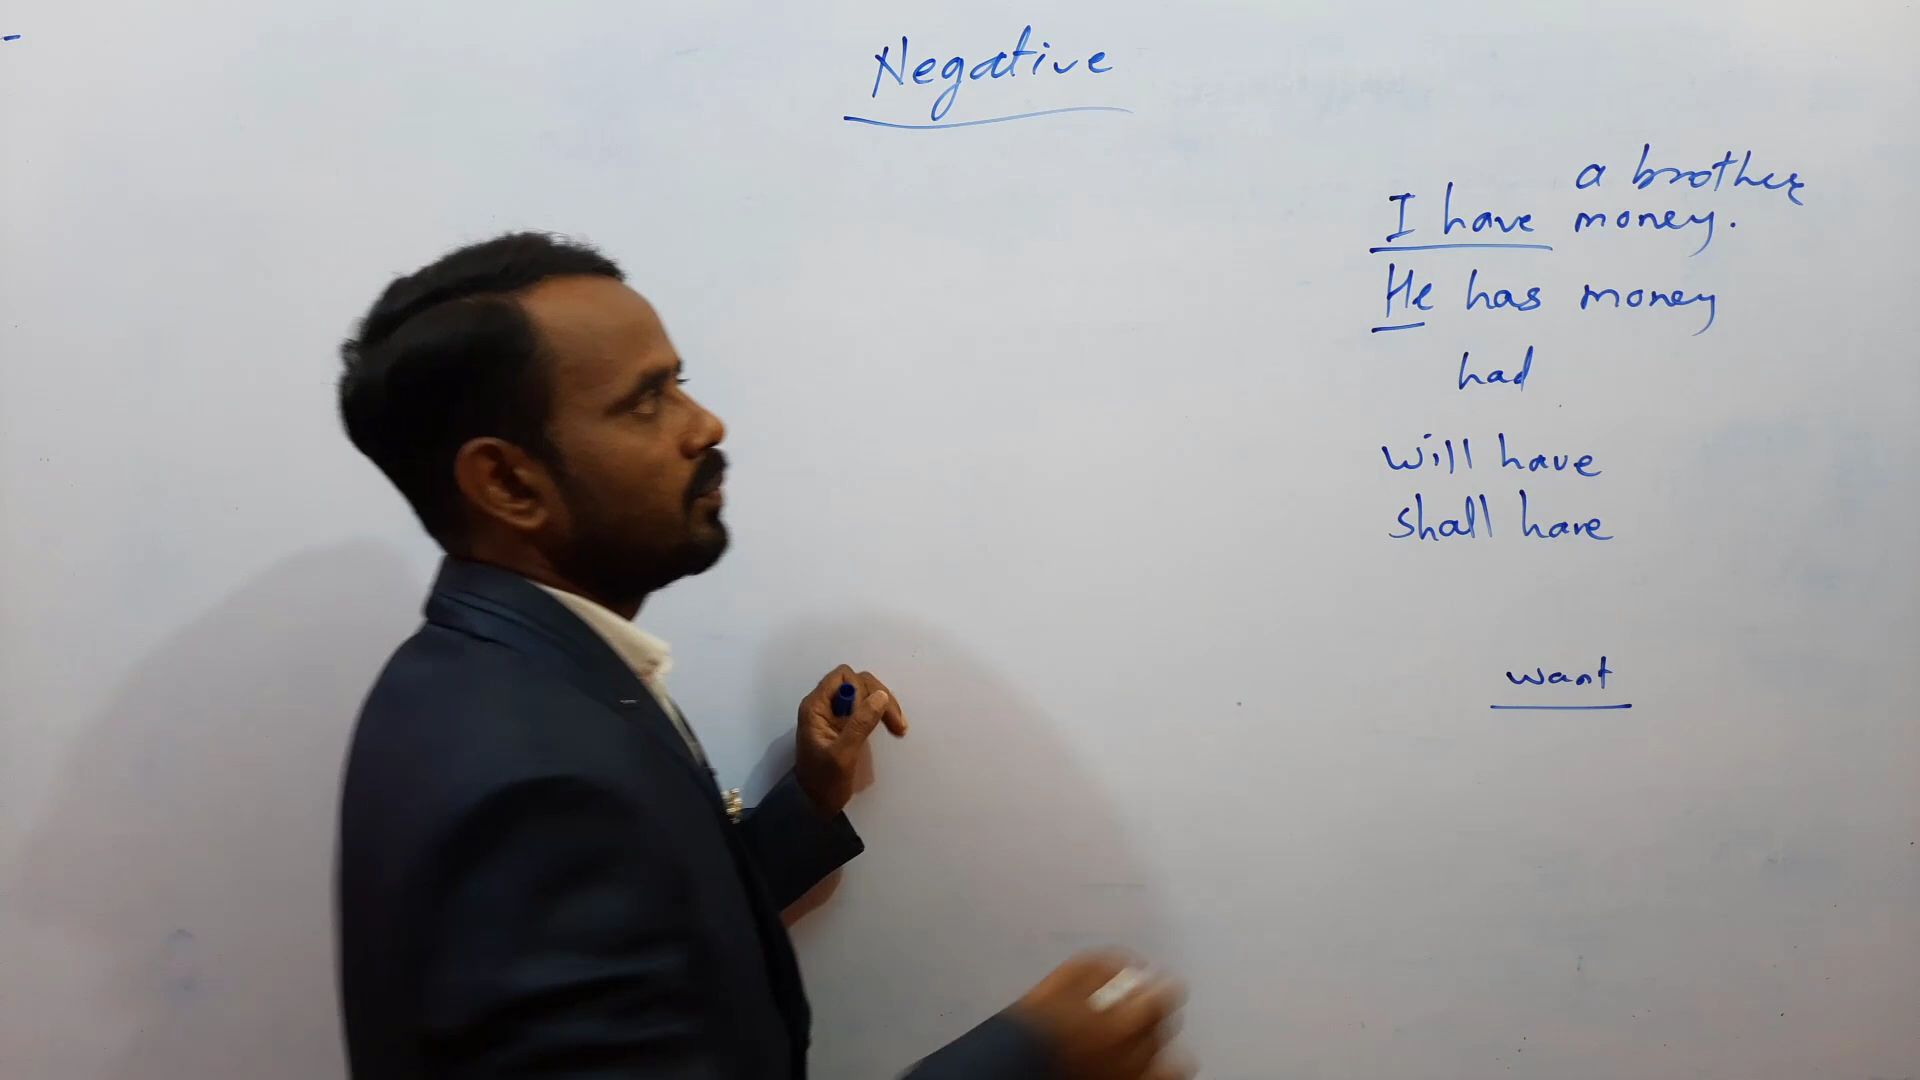 Negative
a brother
I have money.
He has money
had
will have
shall have
want